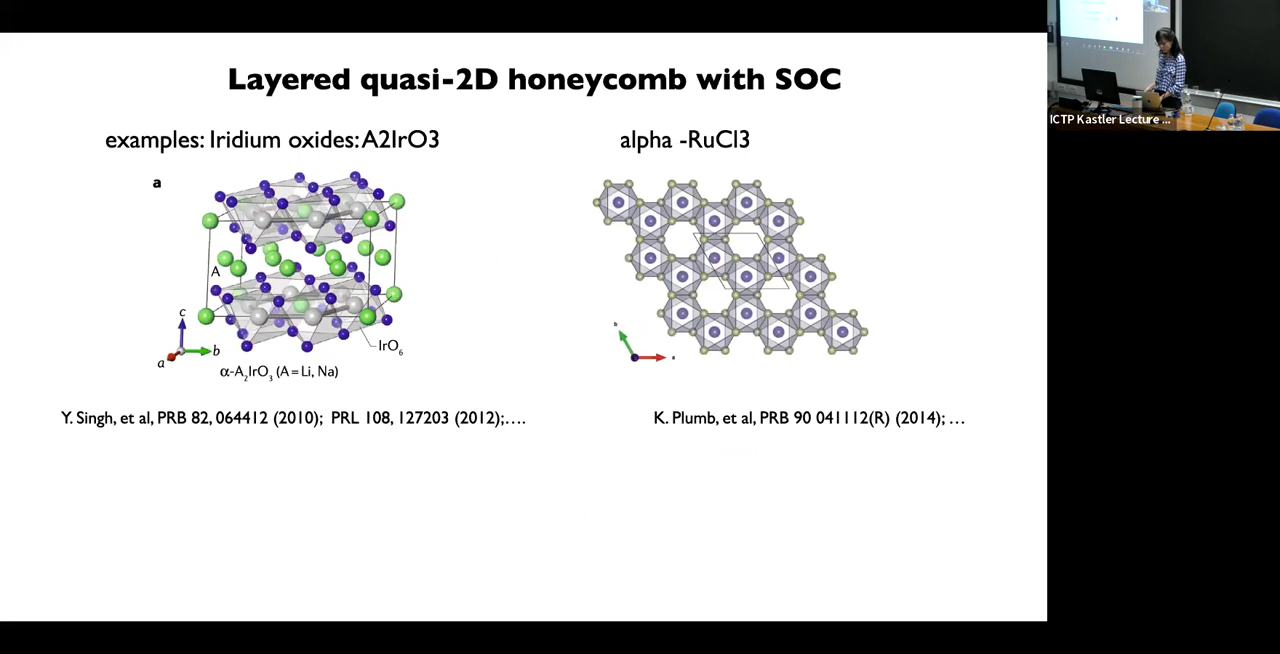 Layered quasi-2D honeycomb with SOC
examples: Iridium oxides: A2IrO3
alpha -RuCl3
a
A
c
b
a
IrO₆
α-A₂IrO₃ (A = Li, Na)
b
a
Y. Singh, et al, PRB 82, 064412 (2010); PRL 108, 127203 (2012);....
K. Plumb, et al, PRB 90 041112(R) (2014); ...
ICTP Kastler Lecture ...